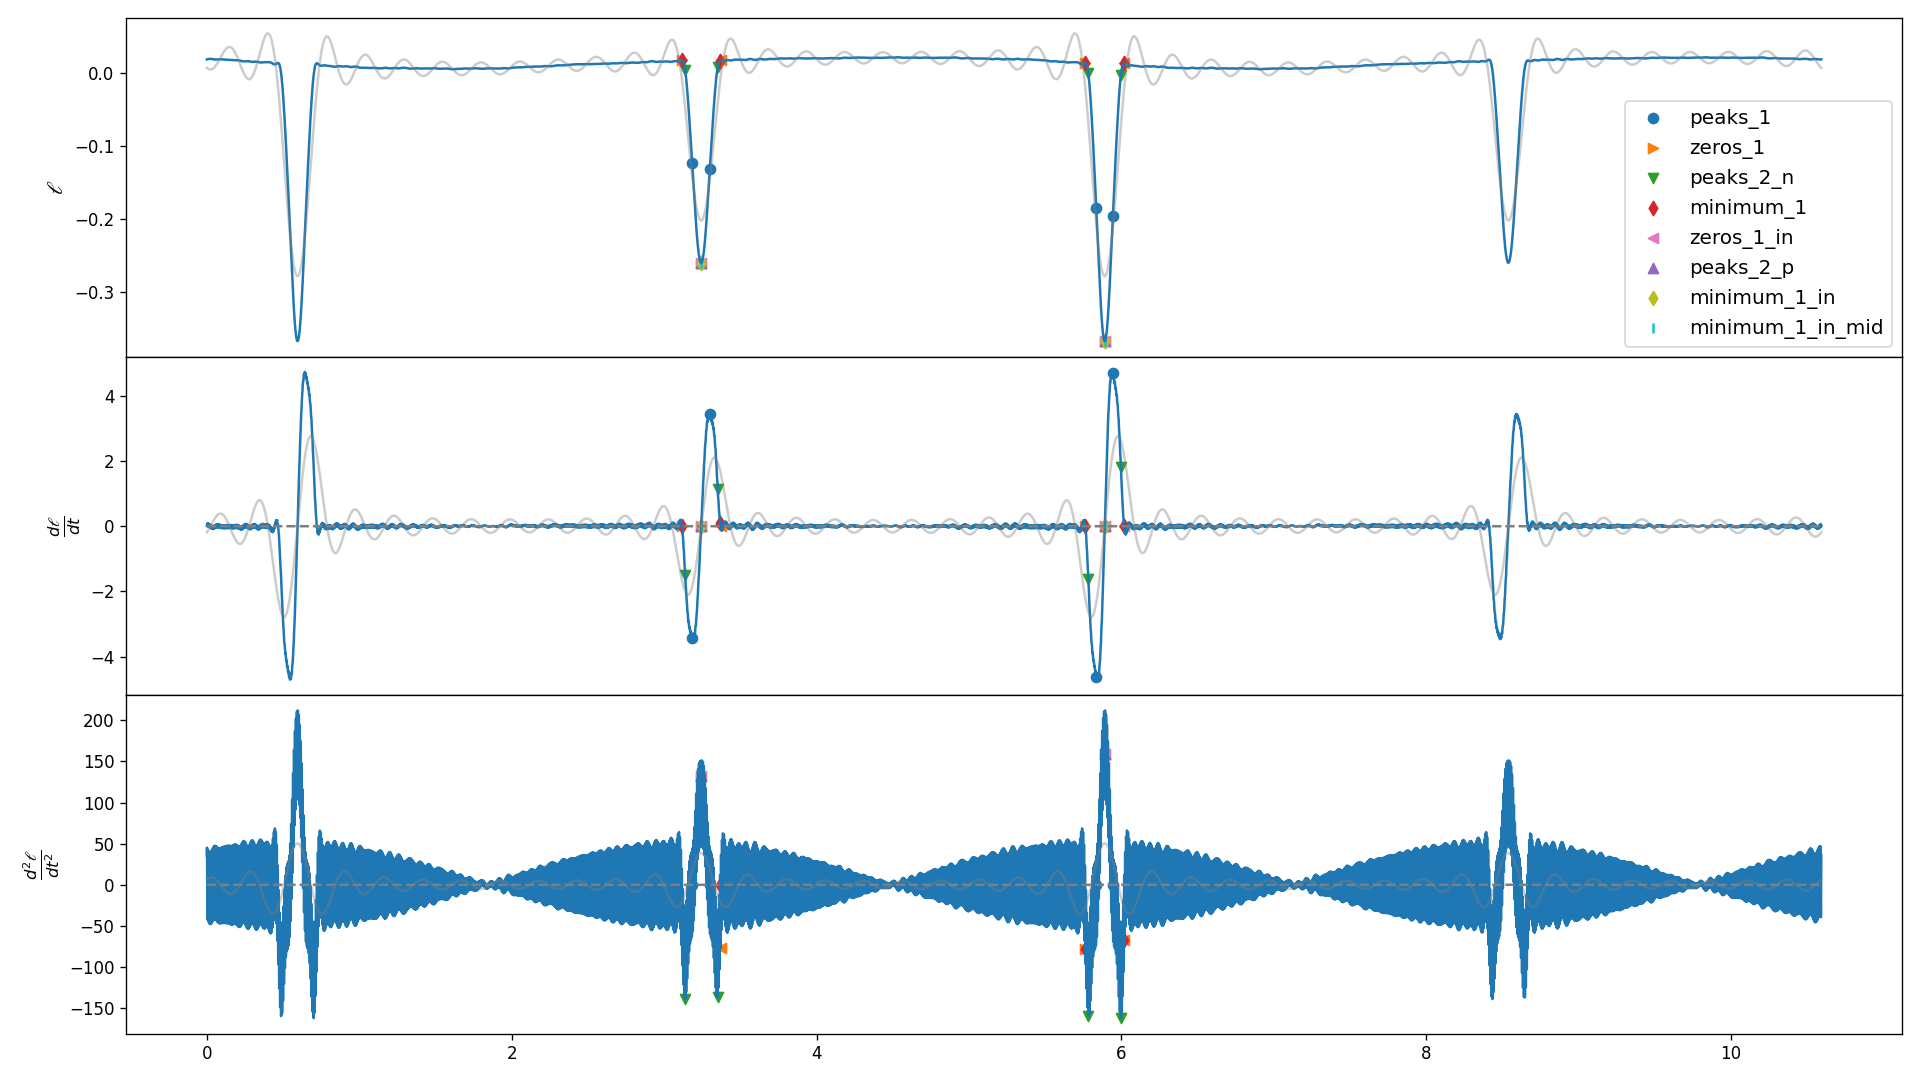 0.0
−0.1
−0.2
−0.3
ℓ
peaks_1
zeros_1
peaks_2_n
minimum_1
zeros_1_in
peaks_2_p
minimum_1_in
minimum_1_in_mid
4
2
0
−2
−4
dℓ
dt
200
150
100
50
0
−50
−100
−150
d²ℓ
dt²
0 2 4 6 8 10